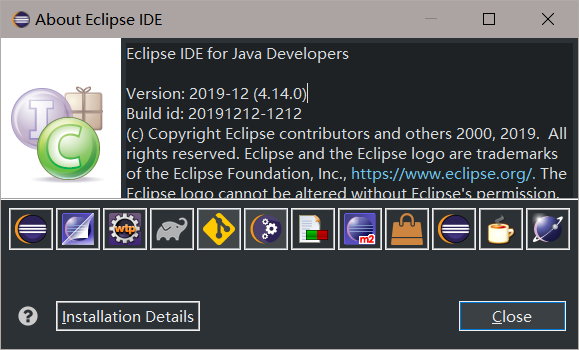 About Eclipse IDE
Eclipse IDE for Java Developers
Version: 2019-12 (4.14.0)
Build id: 20191212-1212
(c) Copyright Eclipse contributors and others 2000, 2019.  All
rights reserved. Eclipse and the Eclipse logo are trademarks
of the Eclipse Foundation, Inc., https://www.eclipse.org/. The
Eclipse logo cannot be altered without Eclipse's permission.
I
C
wtp
m2
?
Installation Details
Close